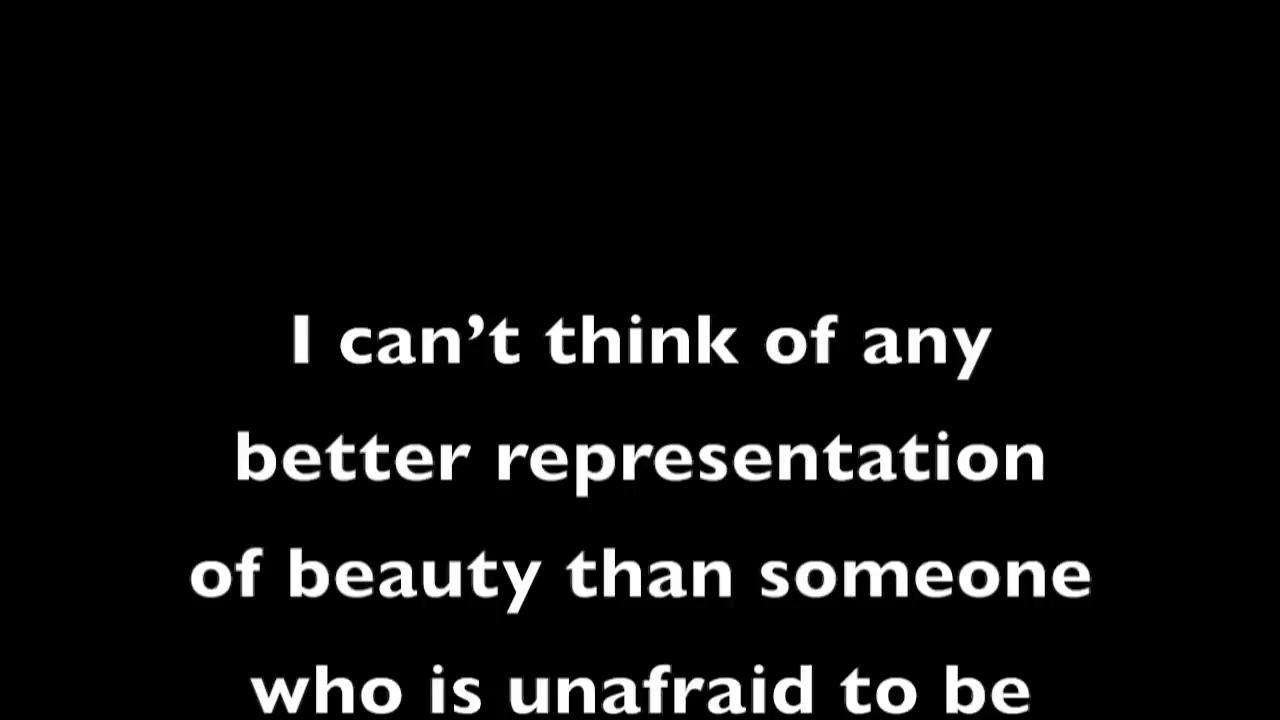 I can’t think of any
better representation
of beauty than someone
who is unafraid to be